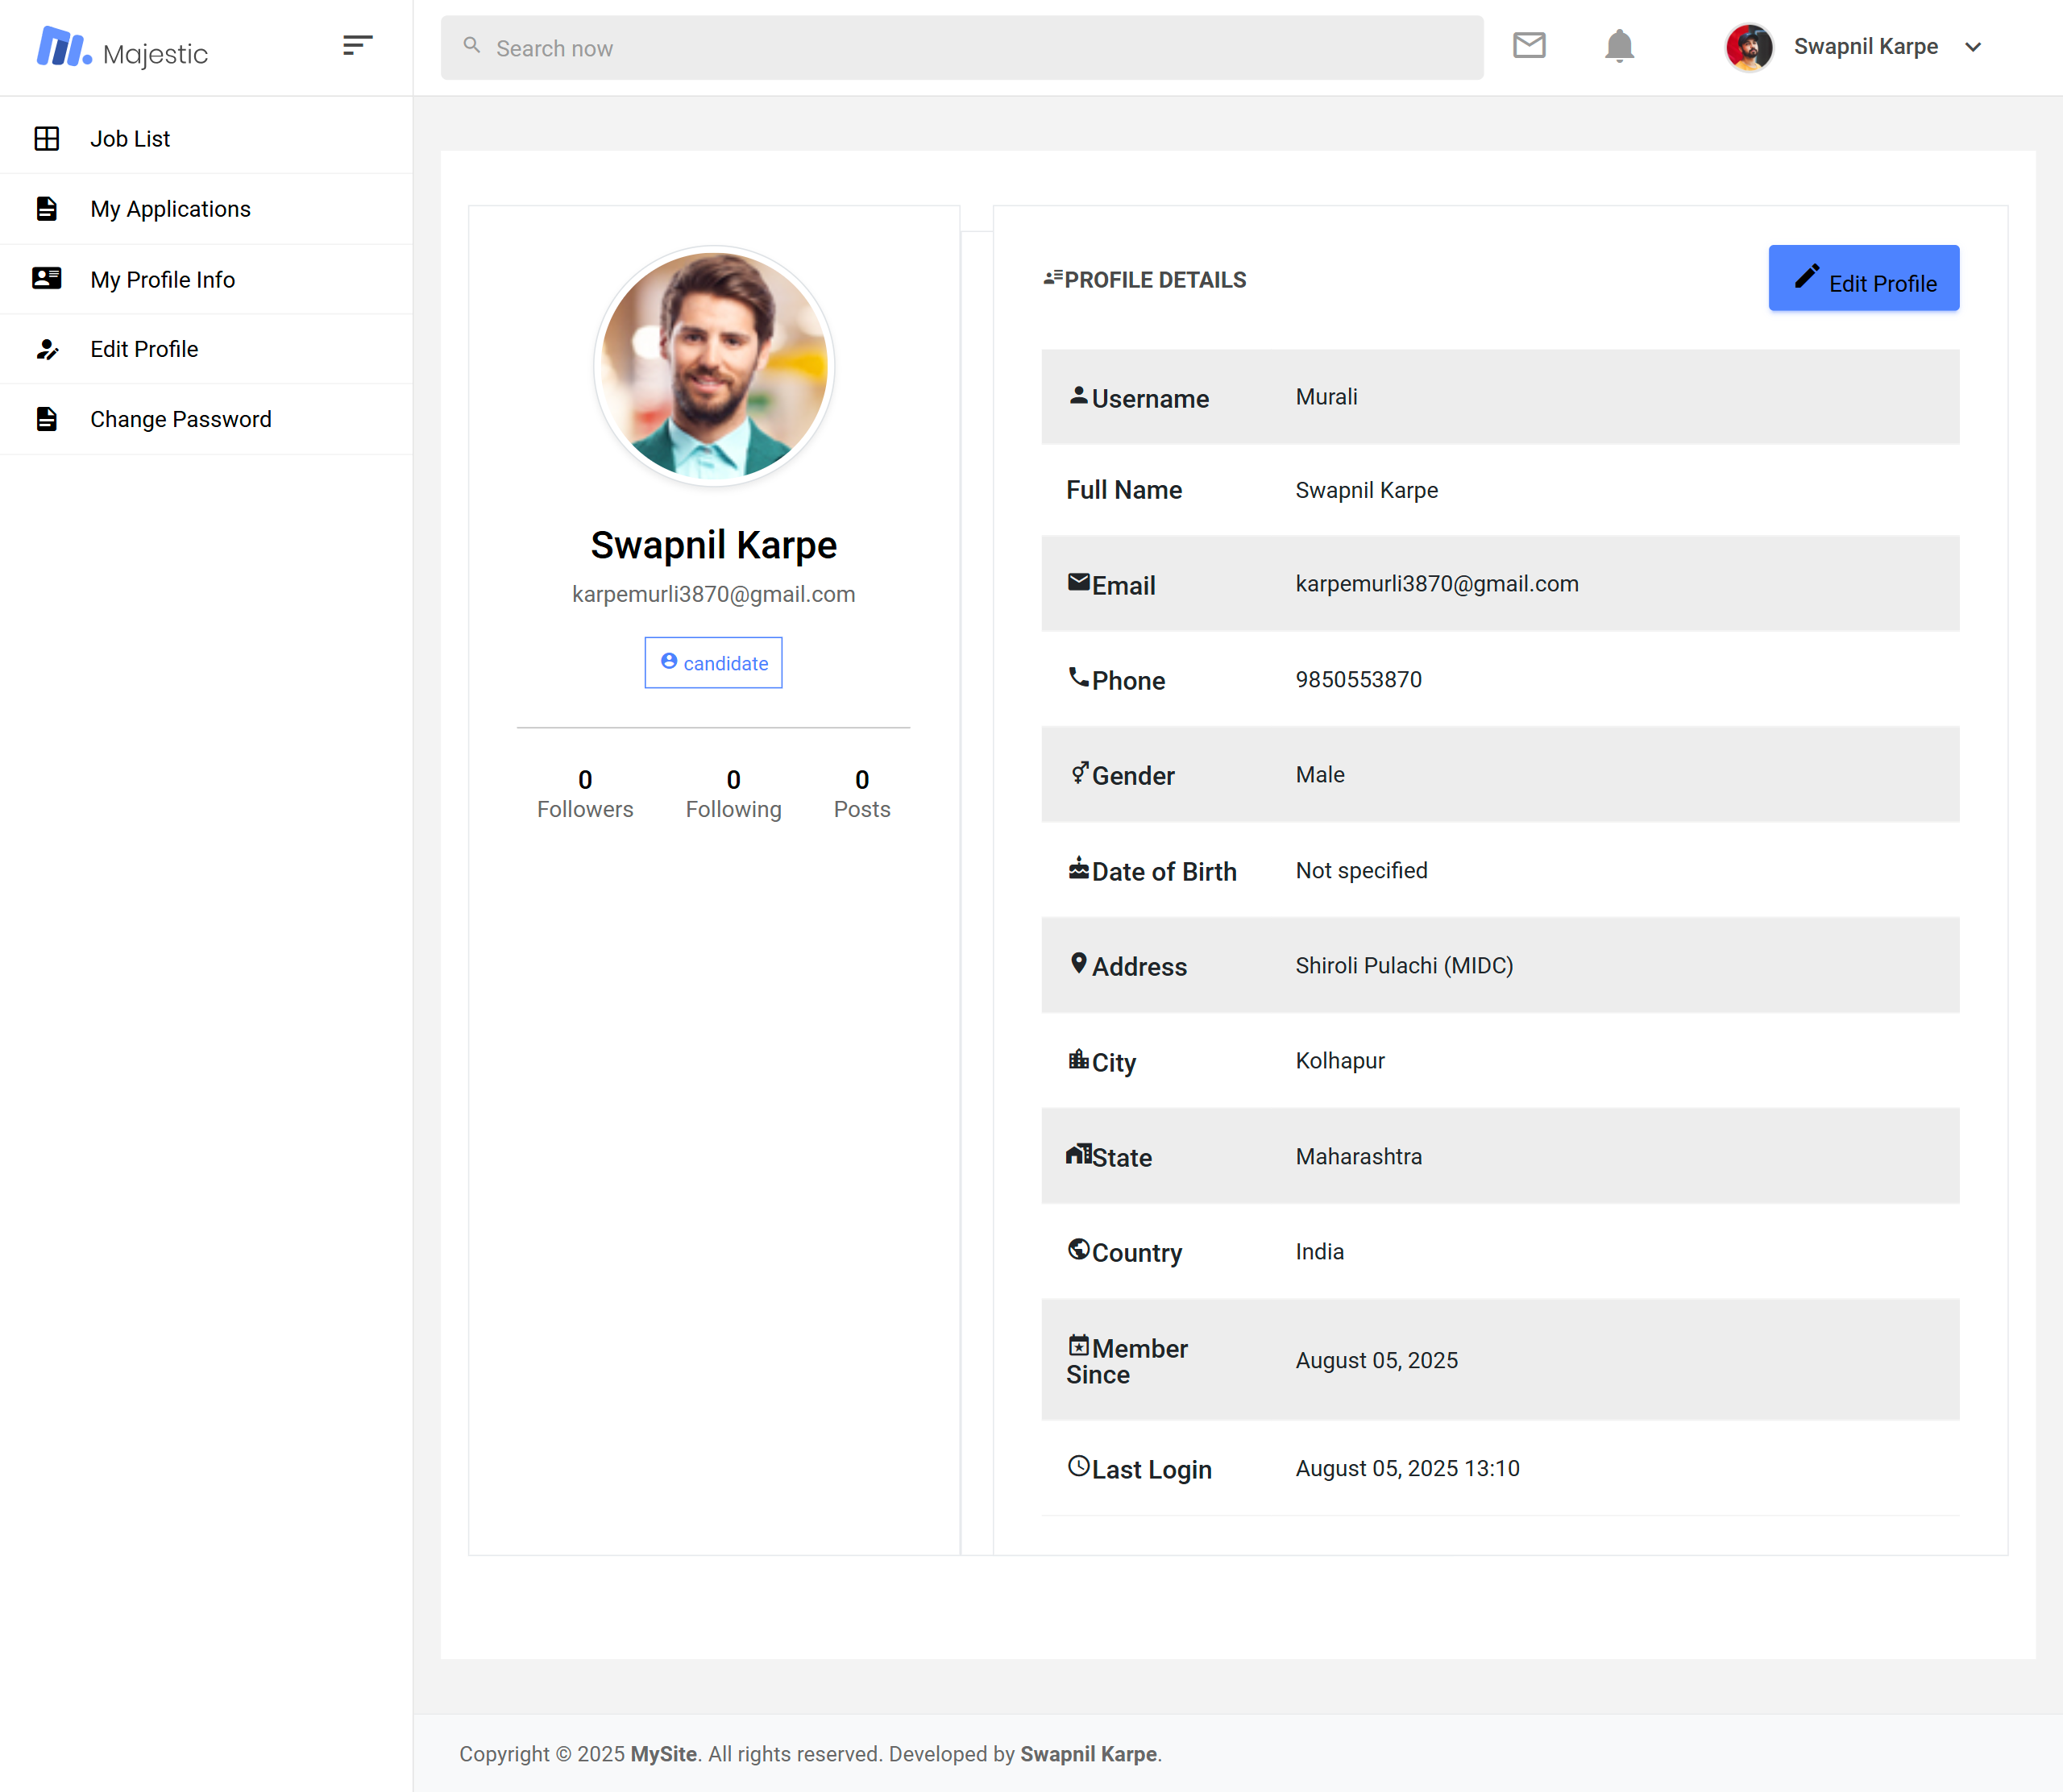 Majestic
Search now
Swapnil Karpe
Job List
My Applications
My Profile Info
Edit Profile
Change Password
Swapnil Karpe
karpemurli3870@gmail.com
candidate
0 0 0
Followers Following Posts
PROFILE DETAILS
Edit Profile
Username Murali
Full Name Swapnil Karpe
Email karpemurli3870@gmail.com
Phone 9850553870
Gender Male
Date of Birth Not specified
Address Shiroli Pulachi (MIDC)
City Kolhapur
State Maharashtra
Country India
Member
Since August 05, 2025
Last Login August 05, 2025 13:10
Copyright © 2025 MySite. All rights reserved. Developed by Swapnil Karpe.